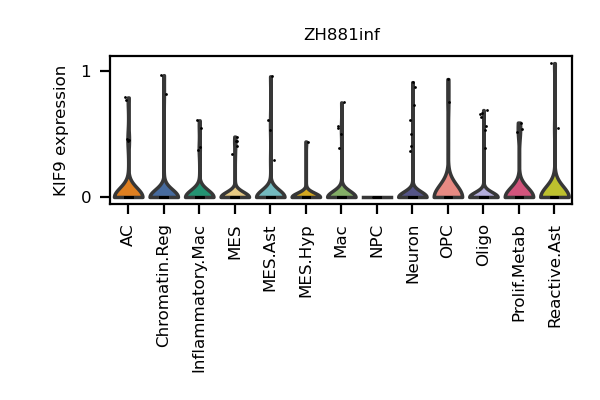 ZH881inf
KIF9 expression
1
0
AC
Chromatin.Reg
Inflammatory.Mac
MES
MES.Ast
MES.Hyp
Mac
NPC
Neuron
OPC
Oligo
Prolif.Metab
Reactive.Ast